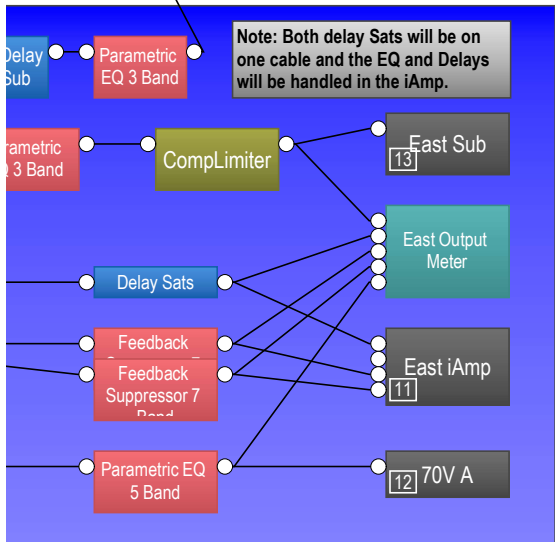 Delay
Sub
Parametric
EQ 3 Band
Note: Both delay Sats will be on
one cable and the EQ and Delays
will be handled in the iAmp.
rametric
3 Band
CompLimiter
East Sub
13
East Output
Meter
Delay Sats
Feedback
Feedback
Suppressor 7
Band
East iAmp
11
Parametric EQ
5 Band
70V A
12